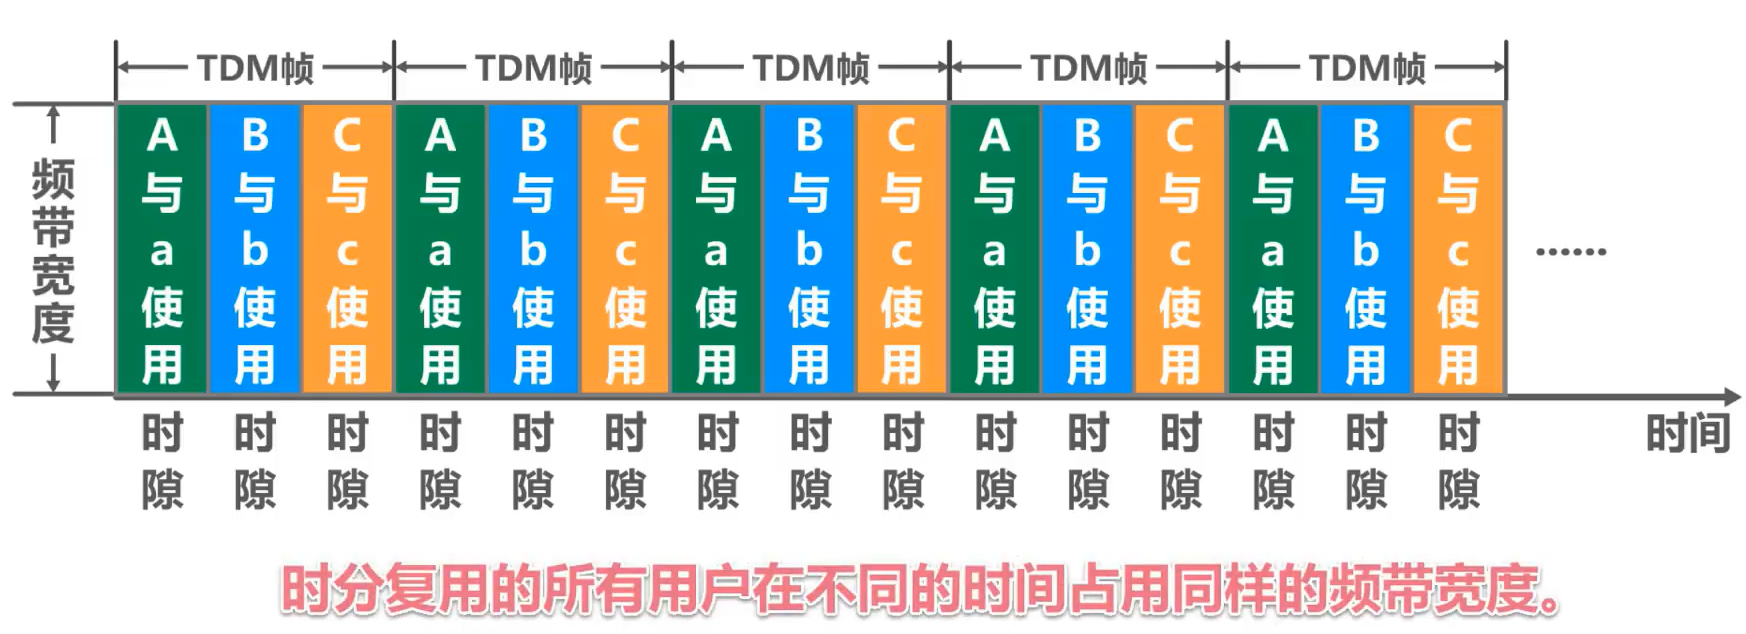 TDM帧 TDM帧 TDM帧 TDM帧 TDM帧
频带宽度
A与a使用
B与b使用
C与c使用
A与a使用
B与b使用
C与c使用
A与a使用
B与b使用
C与c使用
A与a使用
B与b使用
C与c使用
A与a使用
B与b使用
C与c使用
……
时隙 时隙 时隙 时隙 时隙 时隙 时隙 时隙 时隙 时隙 时隙 时隙 时隙 时隙 时隙 时间
时分复用的所有用户在不同的时间占用同样的频带宽度。